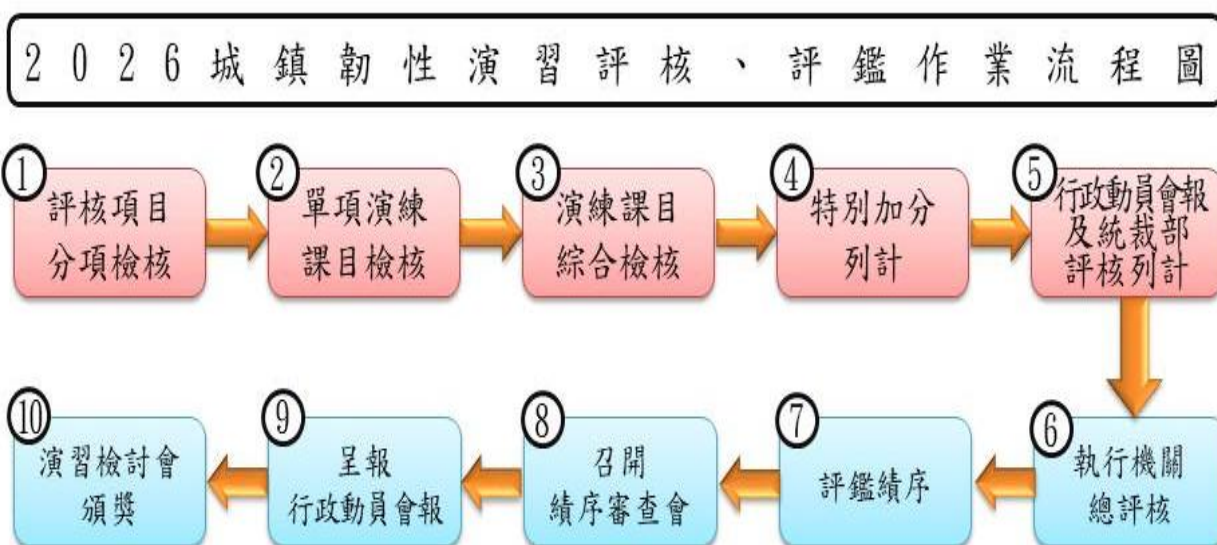 2026城鎮韌性演習評核、評鑑作業流程圖
①
評核項目
分項檢核
②
單項演練
課目檢核
③
演練課目
綜合檢核
④
特別加分
列計
⑤
行政動員會報
及統裁部
評核列計
⑥
執行機關
總評核
⑦
評鑑績序
⑧
召開
績序審查會
⑨
呈報
行政動員會報
⑩
演習檢討會
頒獎